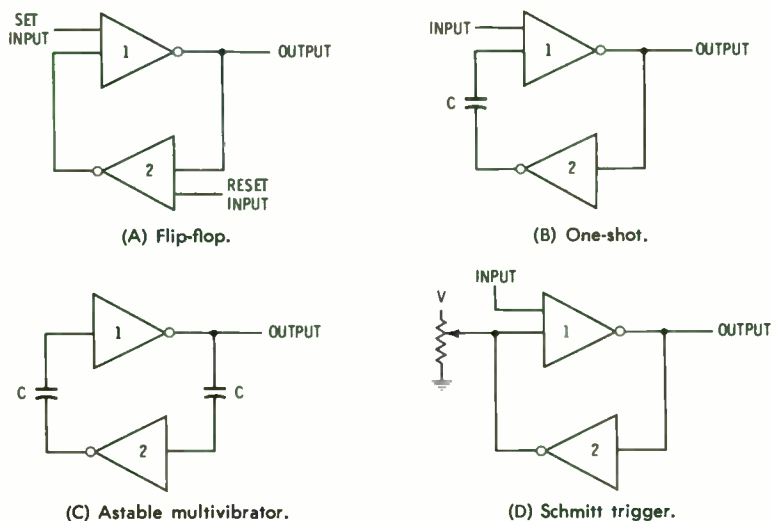 SET
INPUT
1
OUTPUT
2
RESET
INPUT
(A) Flip-flop.
INPUT
1
OUTPUT
C
2
(B) One-shot.
1
OUTPUT
C
C
2
(C) Astable multivibrator.
INPUT
V
1
OUTPUT
2
(D) Schmitt trigger.